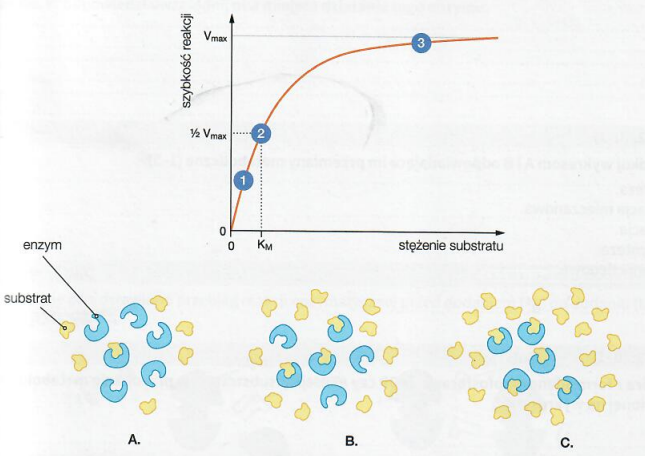 szybkość reakcji
Vmax
3
½ Vmax
2
1
0
0
KM
stężenie substratu
enzym
substrat
A.
B.
C.